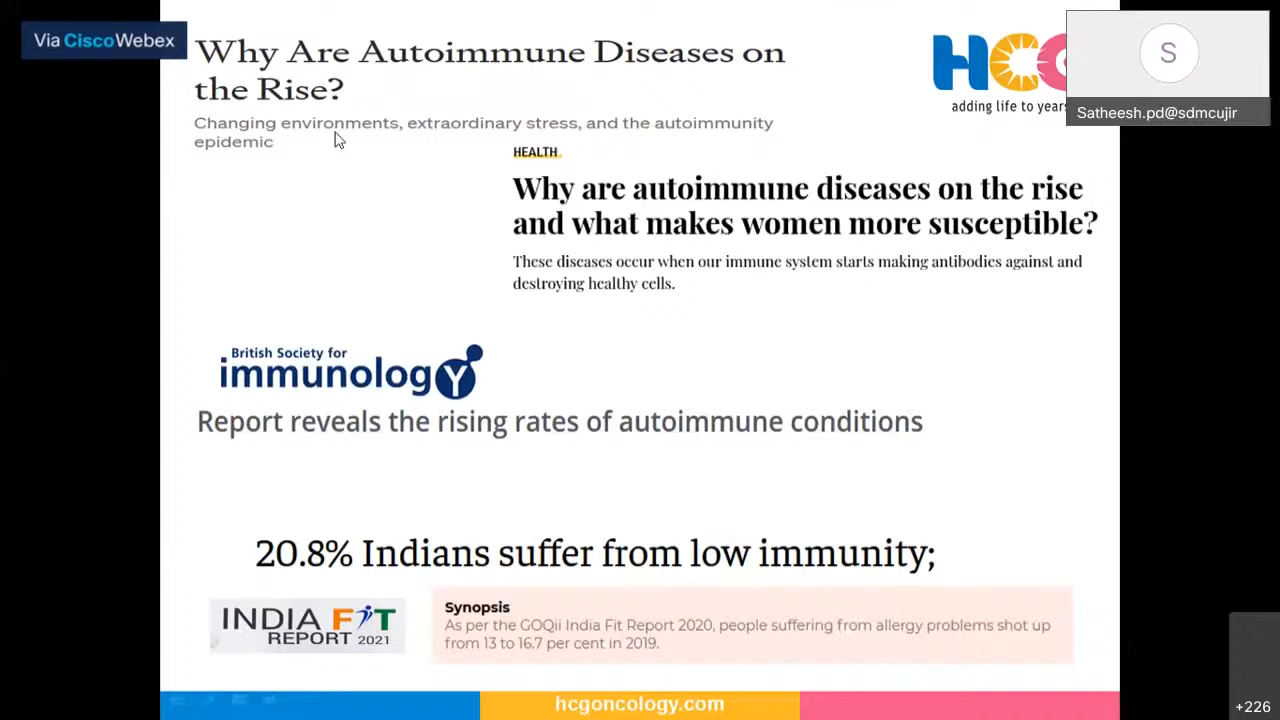 Via CiscoWebex
Why Are Autoimmune Diseases on
the Rise?
Changing environments, extraordinary stress, and the autoimmunity
epidemic
HCG
adding life to years
S
Satheesh.pd@sdmcujir
HEALTH
Why are autoimmune diseases on the rise
and what makes women more susceptible?
These diseases occur when our immune system starts making antibodies against and
destroying healthy cells.
British Society for
immunology
Report reveals the rising rates of autoimmune conditions
20.8% Indians suffer from low immunity;
INDIA FIT
REPORT 2021
Synopsis
As per the GOQii India Fit Report 2020, people suffering from allergy problems shot up
from 13 to 16.7 per cent in 2019.
hcgoncology.com
+226